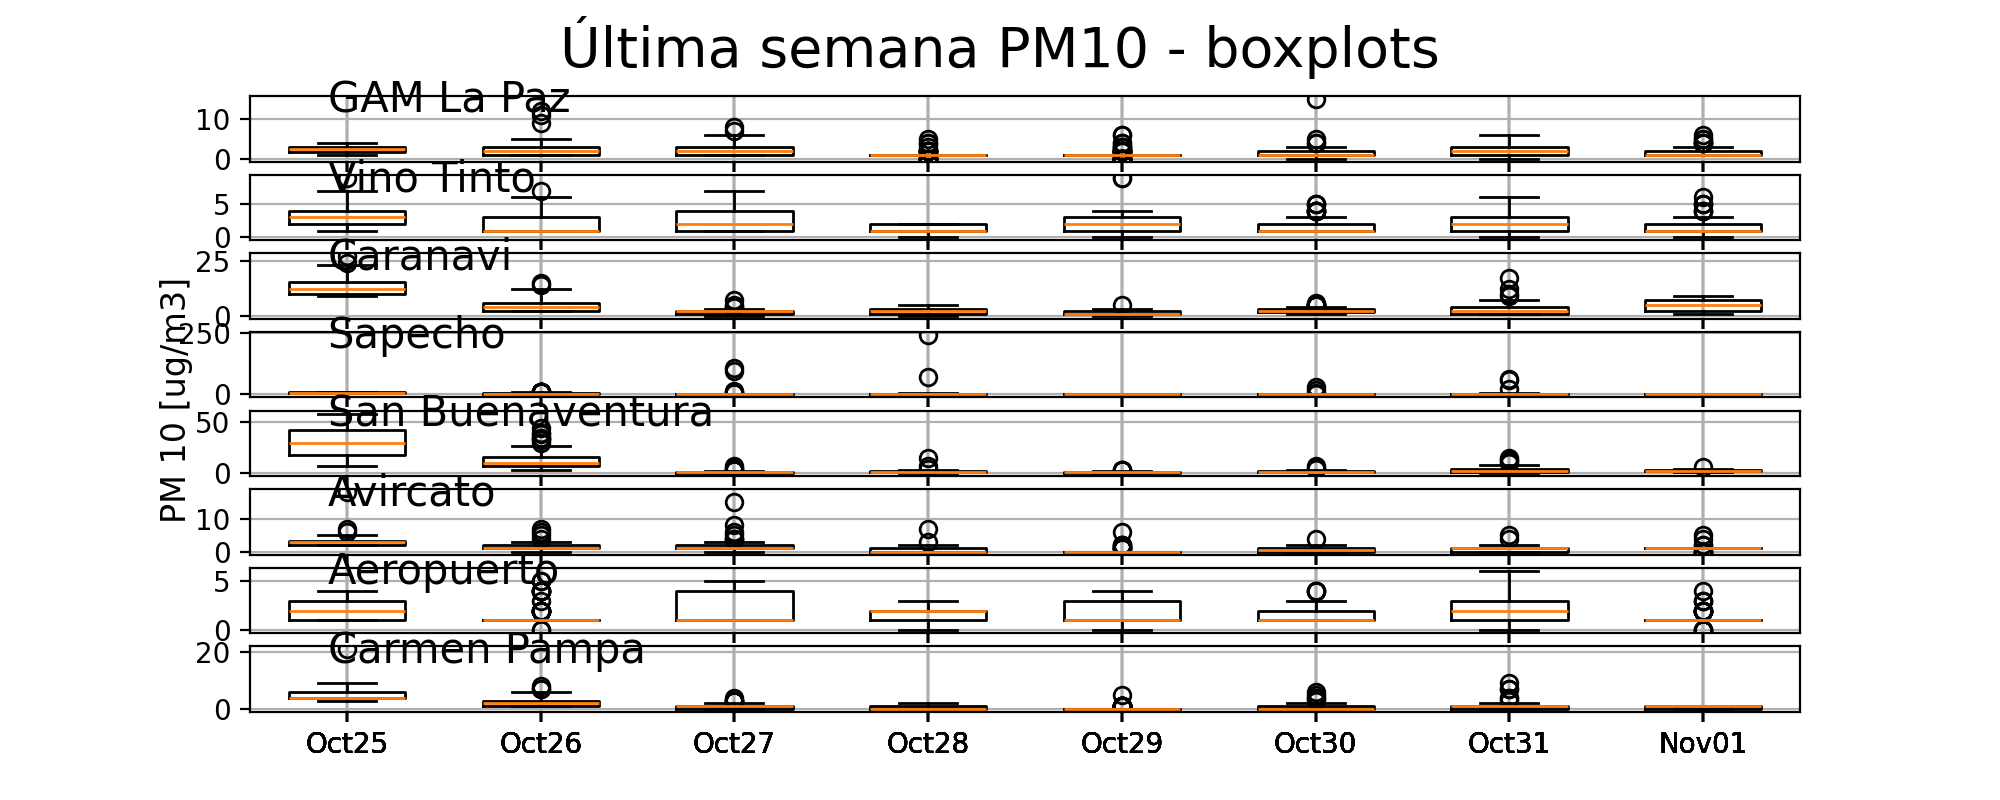 Última semana PM10 - boxplots
GAM La Paz
10
0
Vino Tinto
5
0
Caranavi
25
0
Sapecho
250
0
San Buenaventura
50
0
Avircato
10
0
Aeropuerto
5
0
Carmen Pampa
20
0
PM 10 [ug/m3]
Oct25 Oct26 Oct27 Oct28 Oct29 Oct30 Oct31 Nov01